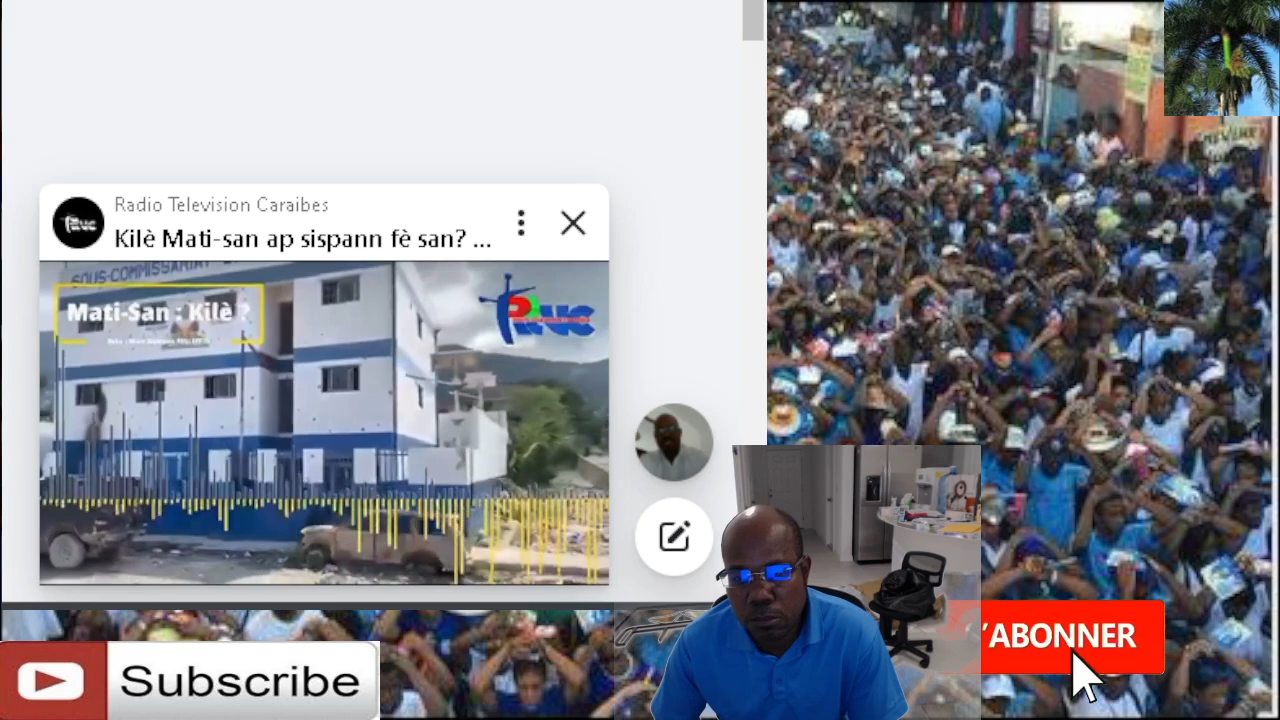 Radio Television Caraibes
Kilè Mati-san ap sispann fè san? ...
SOUS-COMMISSARIAT
Mati-San : Kilè ?
Subscribe
'ABONNER